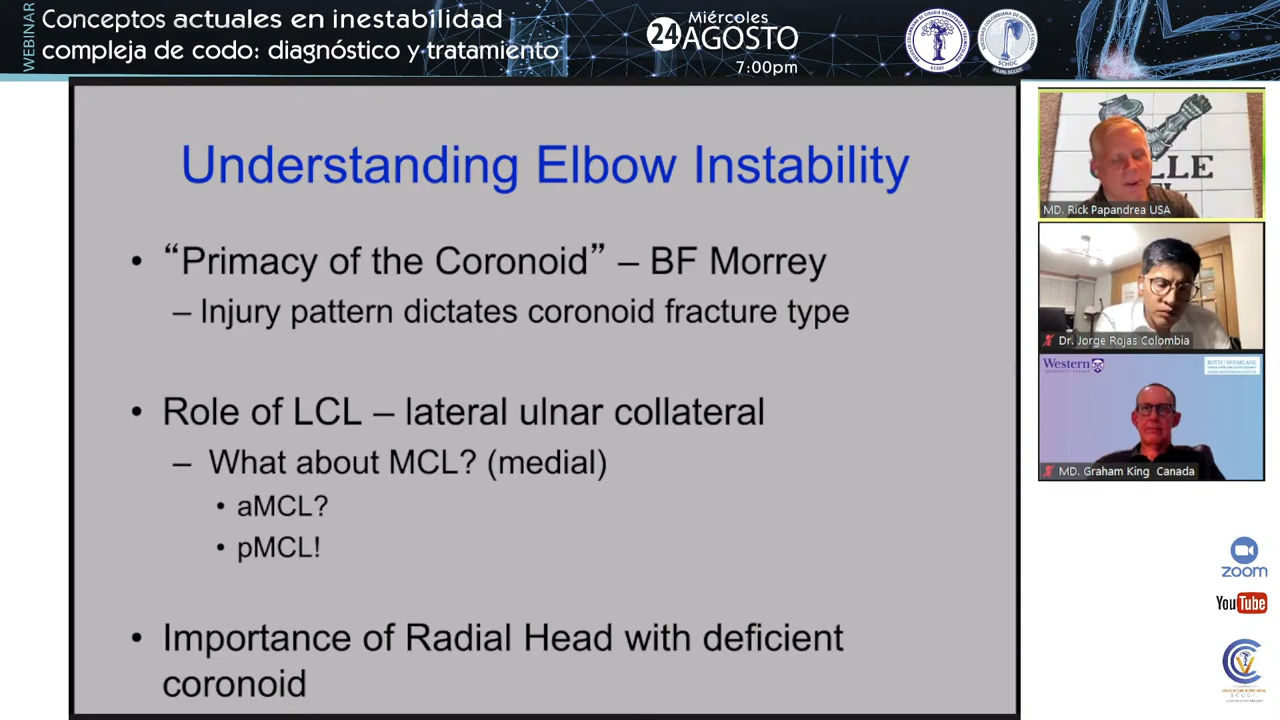 WEBINAR
Conceptos actuales en inestabilidad
compleja de codo: diagnóstico y tratamiento
Miércoles
24 AGOSTO
7:00pm
SCHOC
Understanding Elbow Instability
• “Primacy of the Coronoid” – BF Morrey
– Injury pattern dictates coronoid fracture type
• Role of LCL – lateral ulnar collateral
– What about MCL? (medial)
• aMCL?
• pMCL!
• Importance of Radial Head with deficient
coronoid
MD. Rick Papandrea USA
Dr. Jorge Rojas Colombia
Western
MD. Graham King Canada
zoom
YouTube